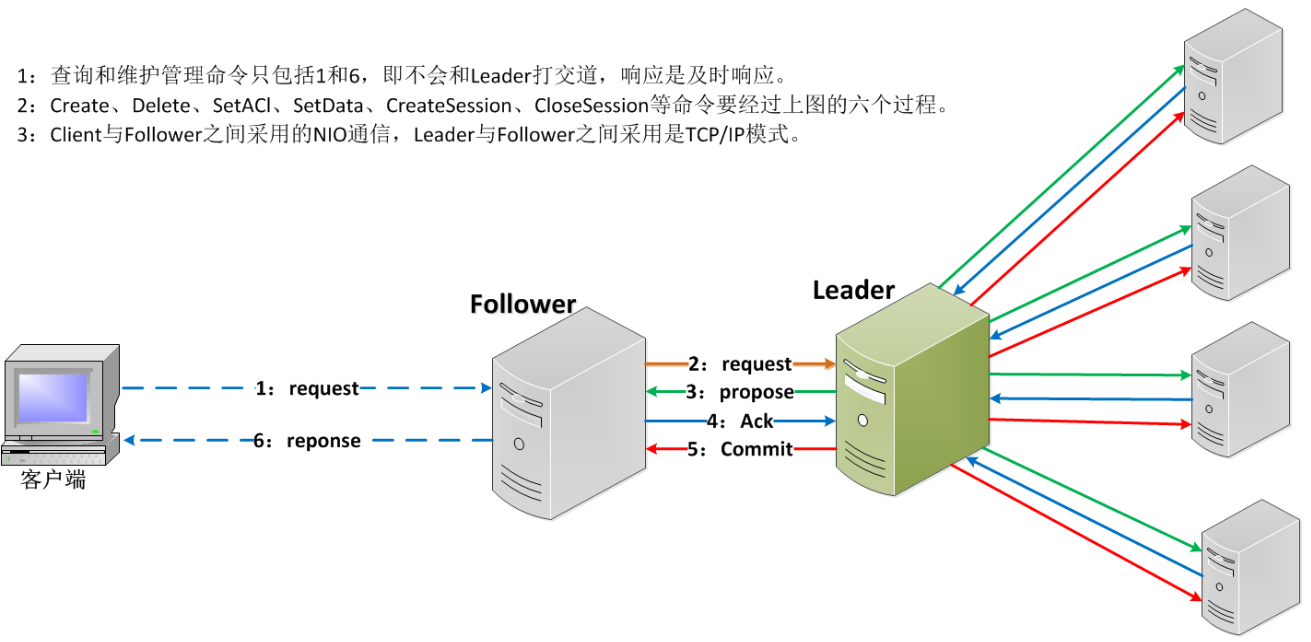 1：查询和维护管理命令只包括1和6，即不会和Leader打交道，响应是及时响应。
2：Create、Delete、SetACl、SetData、CreateSession、CloseSession等命令要经过上图的六个过程。
3：Client与Follower之间采用的NIO通信，Leader与Follower之间采用是TCP/IP模式。
Leader
Follower
2：request
1：request
3：propose
4：Ack
6：reponse
5：Commit
客户端